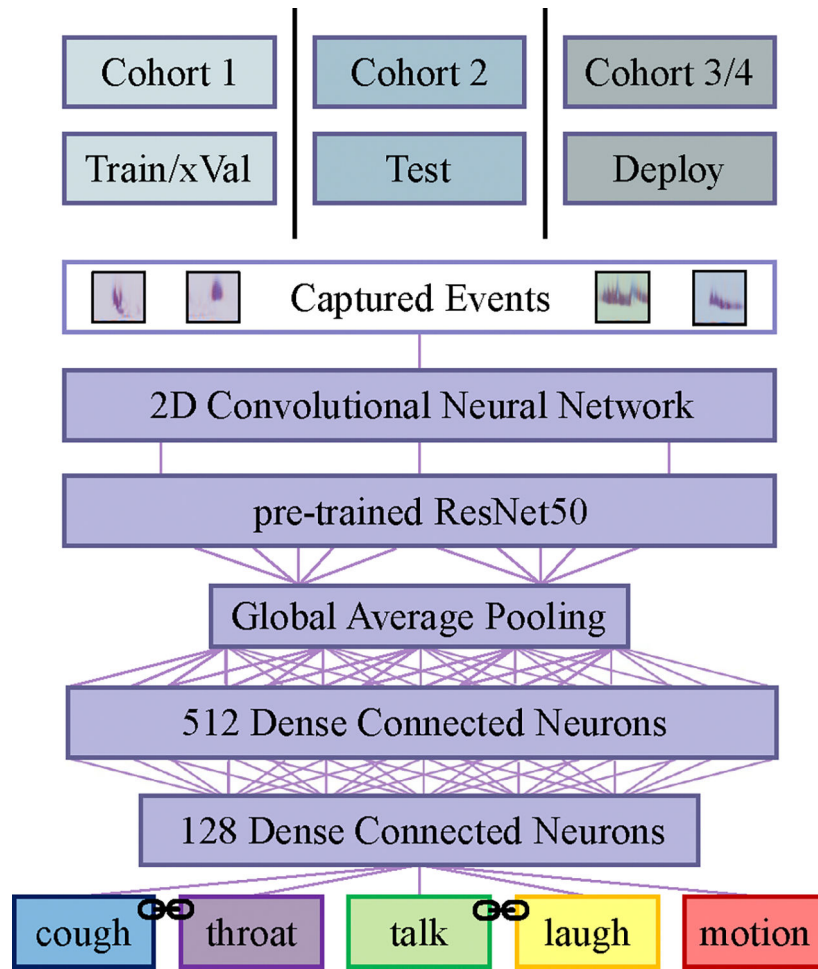 Cohort 1
Cohort 2
Cohort 3/4
Train/xVal
Test
Deploy
Captured Events
2D Convolutional Neural Network
pre-trained ResNet50
Global Average Pooling
512 Dense Connected Neurons
128 Dense Connected Neurons
cough
throat
talk
laugh
motion